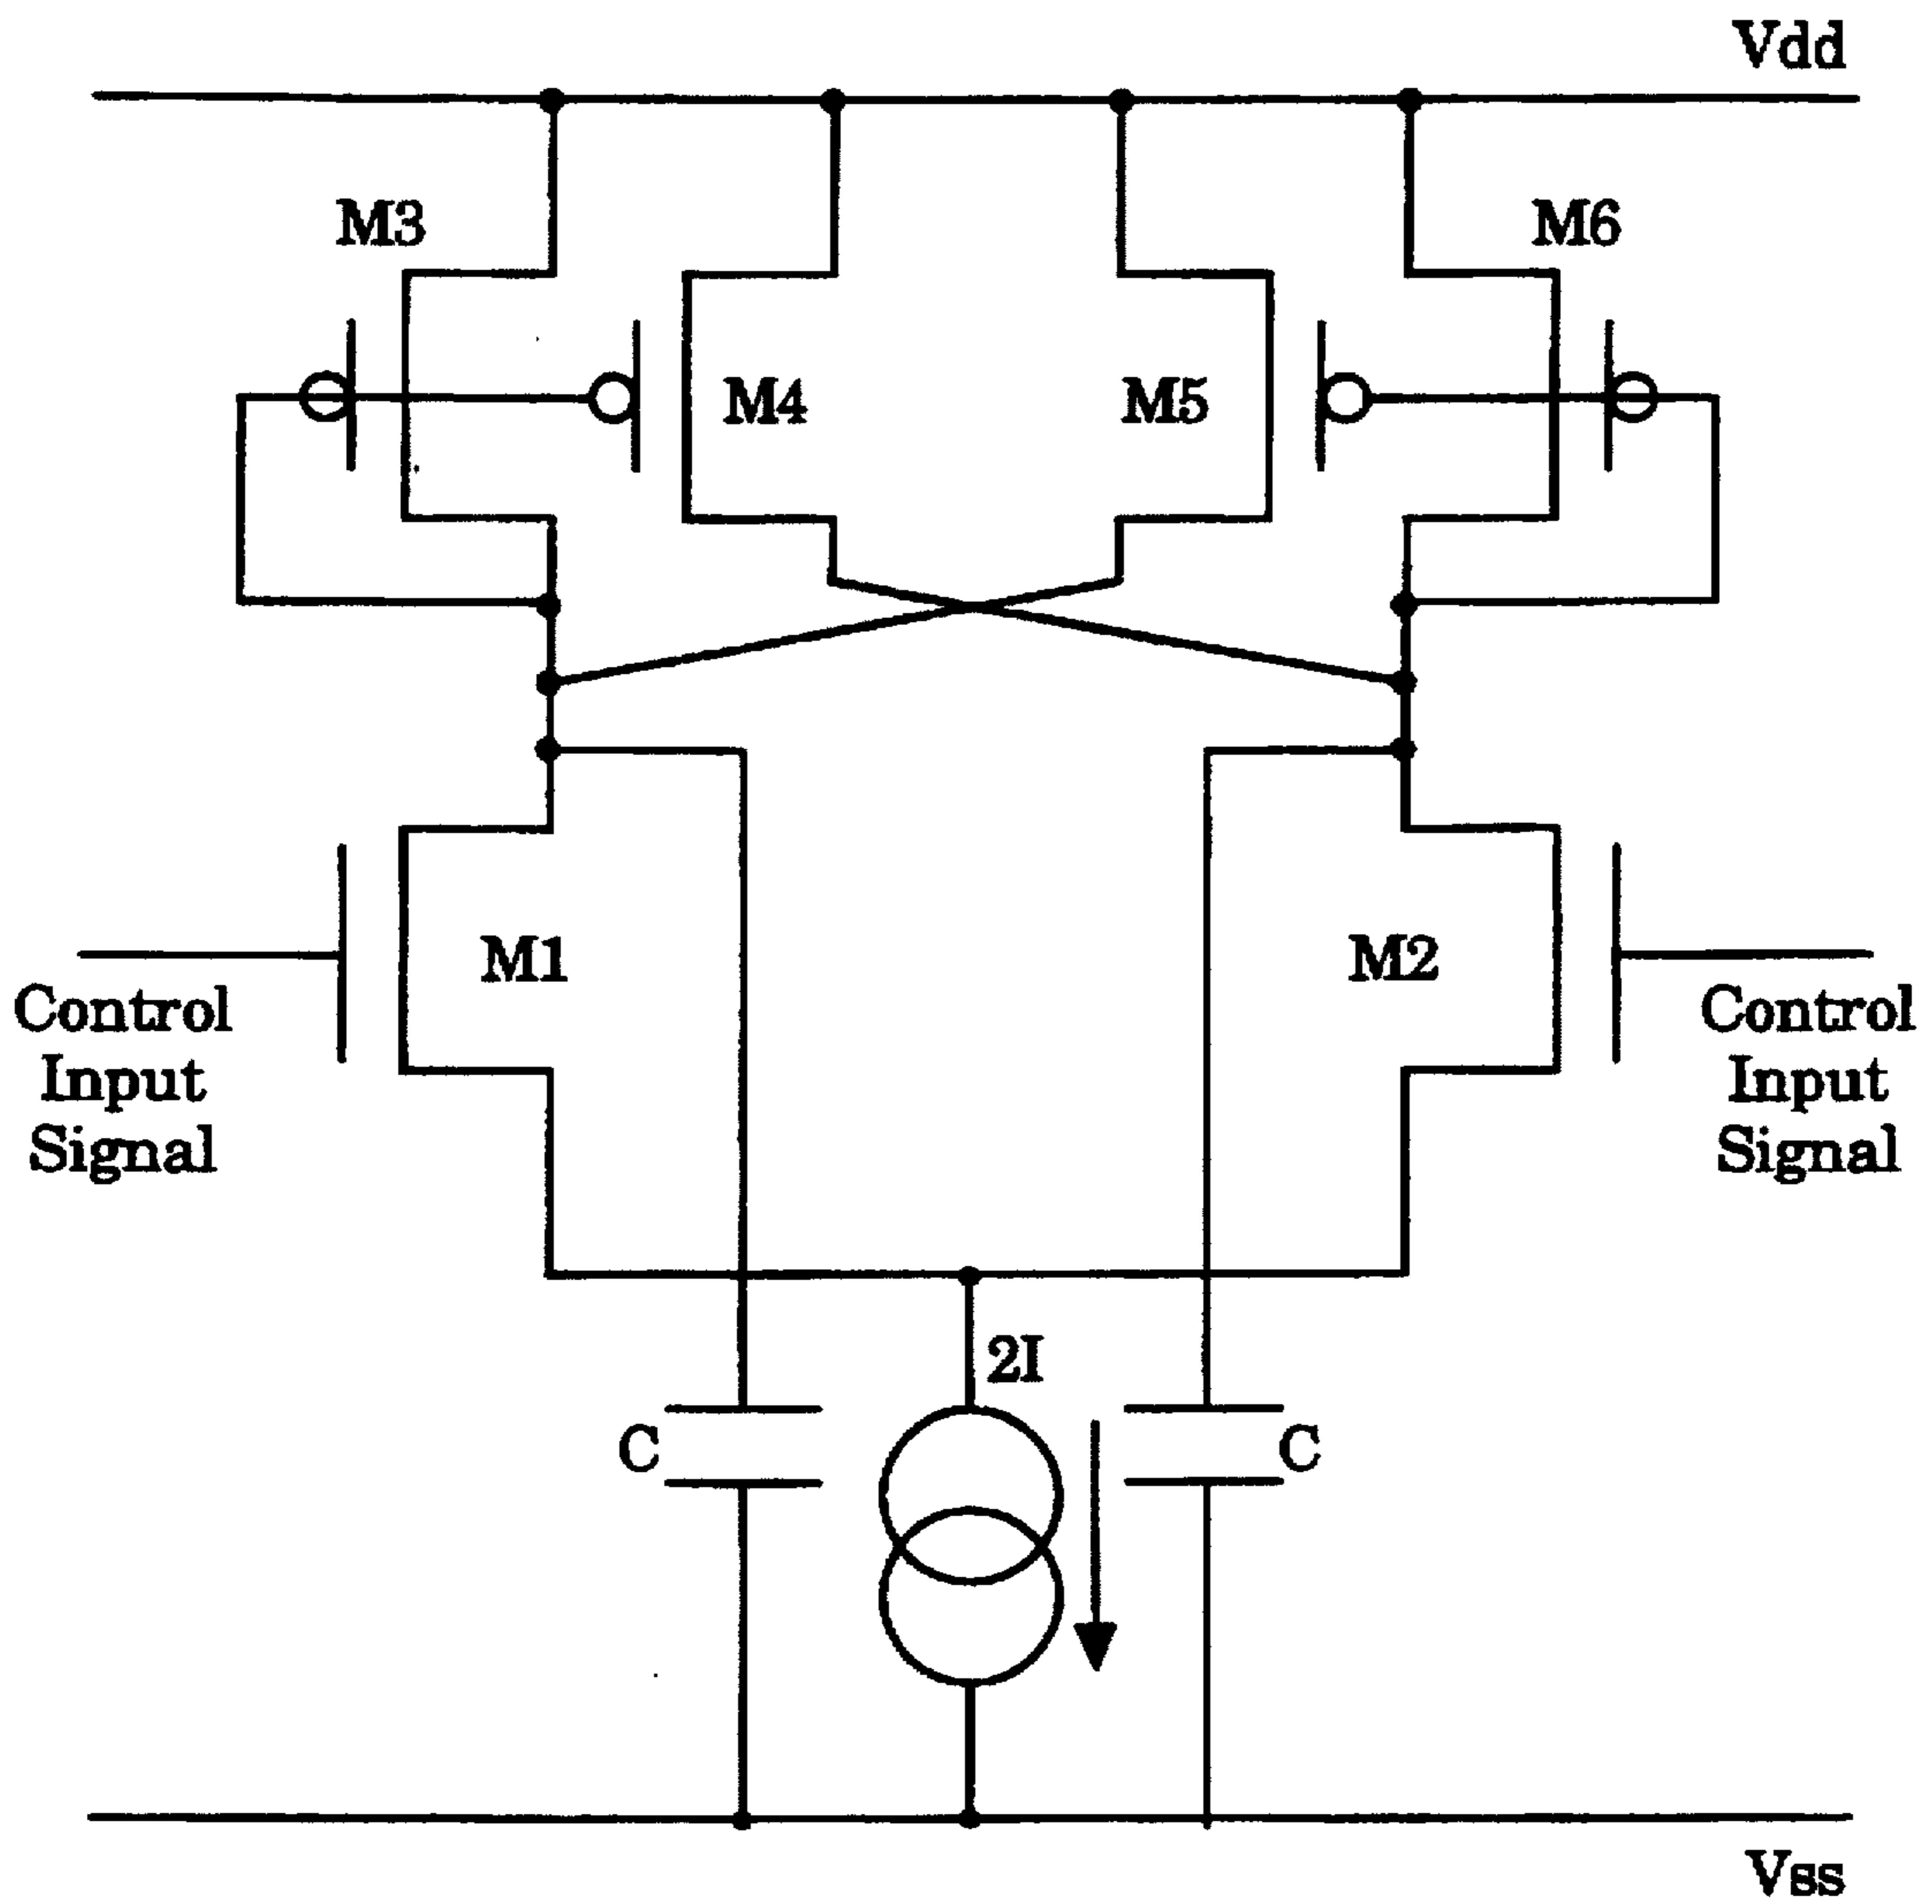 Vdd
M3
M6
M4
M5
M1
M2
Control
Input
Signal
Control
Input
Signal
2I
C
C
Vss